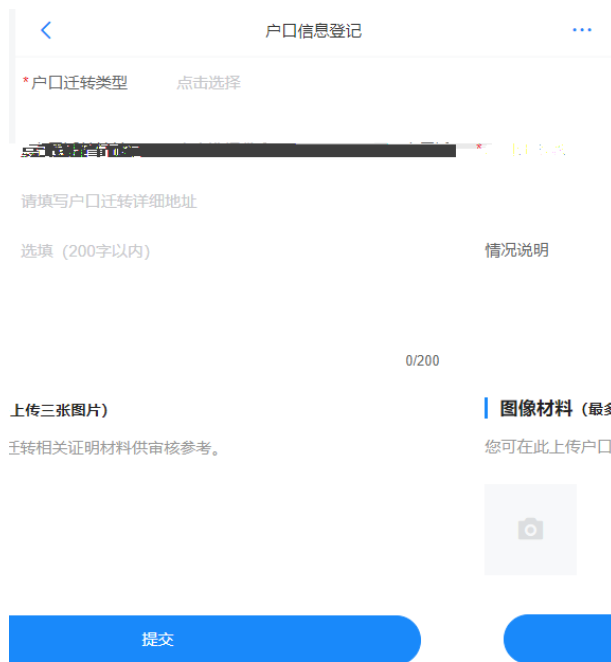 户口信息登记
*户口迁转类型 点击选择
请填写户口迁转详细地址
选填（200字以内）
情况说明
0/200
上传三张图片)
图像材料（最多
迁转相关证明材料供审核参考。
您可在此上传户口
提交